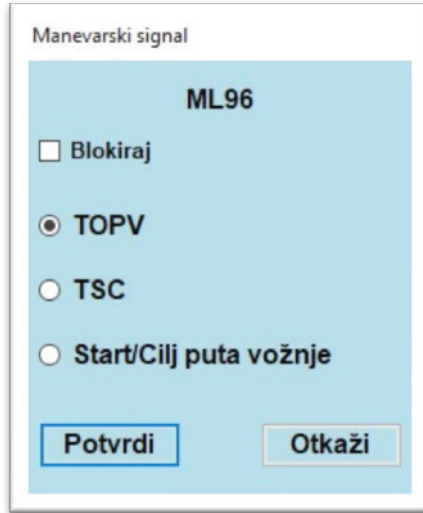 Manevarski signal
ML96
Blokiraj
TOPV
TSC
Start/Cilj puta vožnje
Potvrdi Otkaži